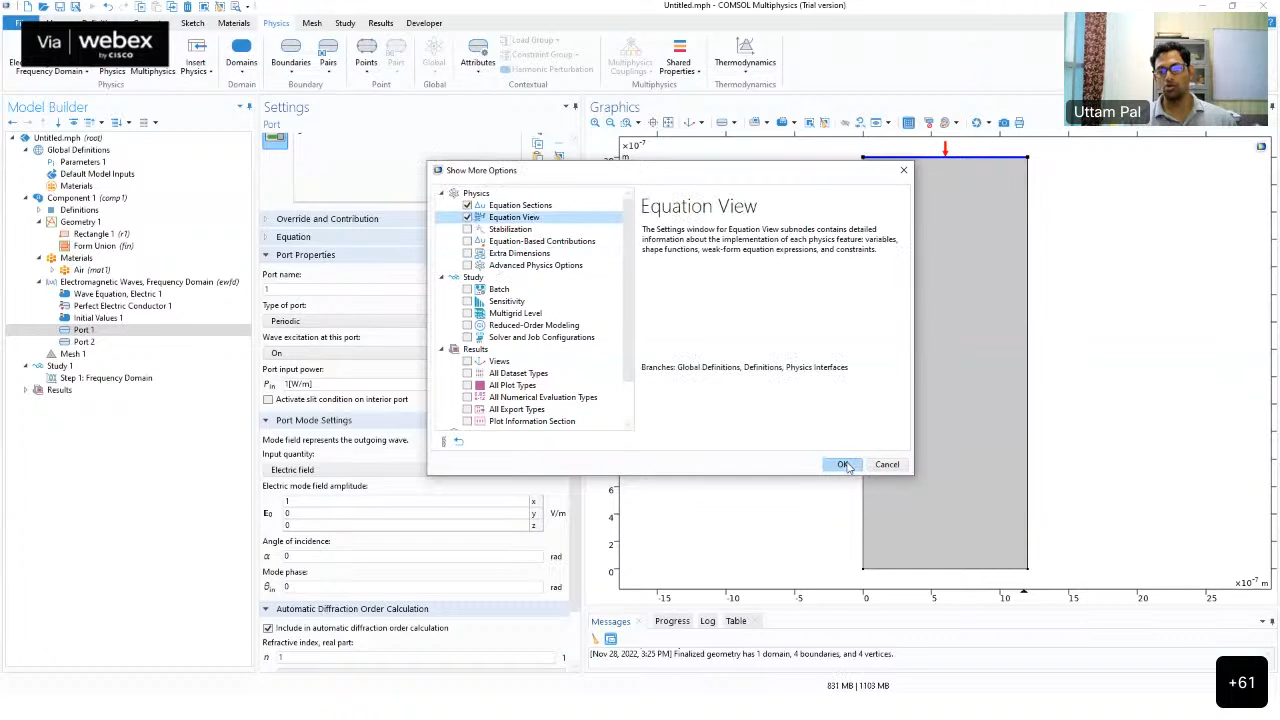 Untitled.mph - COMSOL Multiphysics (Trial version)
Sketch
Materials
Physics
Mesh
Study
Results
Developer
Via webex
by CISCO
Frequency Domain
Physics
Multiphysics
Insert
Physics
Domains
Boundaries
Pairs
Points
Pair
Global
Attributes
Load Group
Constraint Group
Harmonic Perturbation
Multiphysics
Couplings
Shared
Properties
Thermodynamics
Physics
Domain
Boundary
Points
Global
Contextual
Multiphysics
Thermodynamics
Model Builder
Untitled.mph (root)
Global Definitions
Parameters 1
Default Model Inputs
Materials
Component 1 (comp1)
Definitions
Geometry 1
Rectangle 1 (r1)
Form Union (fin)
Materials
Air (mat1)
Electromagnetic Waves, Frequency Domain (ewfd)
Wave Equation, Electric 1
Perfect Electric Conductor 1
Initial Values 1
Port 1
Port 2
Mesh 1
Study 1
Step 1: Frequency Domain
Results
Settings
Port
Override and Contribution
Equation
Port Properties
Port name:
1
Type of port:
Periodic
Wave excitation at this port:
On
Port input power:
Pin 1[W/m]
Activate slit condition on interior port
Port Mode Settings
Mode field represents the outgoing wave.
Input quantity:
Electric field
Electric mode field amplitude:
1 x
E0 0 y V/m
0 z
Angle of incidence:
α 0 rad
Mode phase:
θin 0 rad
Automatic Diffraction Order Calculation
Include in automatic diffraction order calculation
Refractive index, real part:
n 1 1
Show More Options
Physics
Equation Sections
Equation View
Stabilization
Equation-Based Contributions
Extra Dimensions
Advanced Physics Options
Study
Batch
Sensitivity
Multigrid Level
Reduced-Order Modeling
Solver and Job Configurations
Results
Views
All Dataset Types
All Plot Types
All Numerical Evaluation Types
All Export Types
Plot Information Section
Equation View
The Settings window for Equation View subnodes contains detailed
information about the implementation of each physics feature: variables,
shape functions, weak-form equation expressions, and constraints.
Branches: Global Definitions, Definitions, Physics Interfaces
OK
Cancel
Graphics
×10⁻⁷
m
6
4
2
0
-15
-10
-5
0
5
10
15
20
25
×10⁻⁷ m
Messages
Progress
Log
Table
[Nov 28, 2022, 3:25 PM] Finalized geometry has 1 domain, 4 boundaries, and 4 vertices.
831 MB | 1103 MB
Uttam Pal
+61